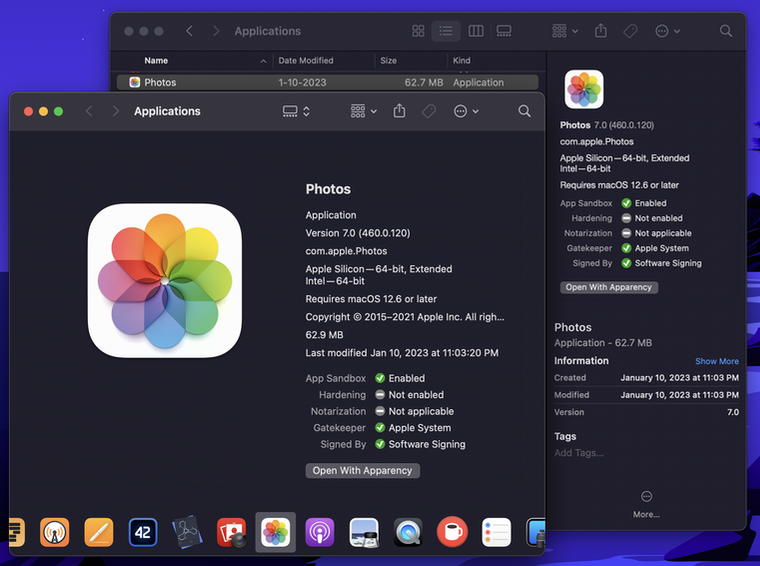 Applications
Name
Date Modified
Size
Kind
Photos
1-10-2023
62.7 MB
Application
Applications
Photos
Application
Version 7.0 (460.0.120)
com.apple.Photos
Apple Silicon — 64-bit, Extended
Intel — 64-bit
Requires macOS 12.6 or later
Copyright © 2015–2021 Apple Inc. All righ...
62.9 MB
Last modified Jan 10, 2023 at 11:03:20 PM
App Sandbox Enabled
Hardening Not enabled
Notarization Not applicable
Gatekeeper Apple System
Signed By Software Signing
Open With Apparency
42
Photos 7.0 (460.0.120)
com.apple.Photos
Apple Silicon — 64-bit, Extended
Intel — 64-bit
Requires macOS 12.6 or later
App Sandbox Enabled
Hardening Not enabled
Notarization Not applicable
Gatekeeper Apple System
Signed By Software Signing
Open With Apparency
Photos
Application - 62.7 MB
Information Show More
Created January 10, 2023 at 11:03 PM
Modified January 10, 2023 at 11:03 PM
Version 7.0
Tags
Add Tags...
More...